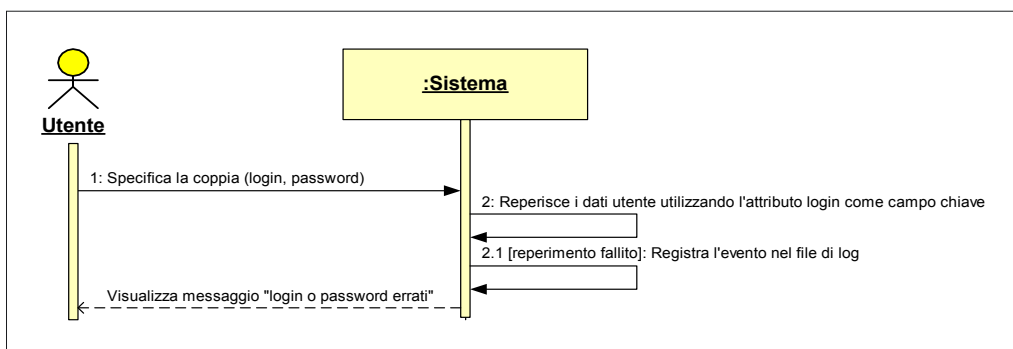 :Sistema
Utente
1: Specifica la coppia (login, password)
2: Reperisce i dati utente utilizzando l'attributo login come campo chiave
2.1 [reperimento fallito]: Registra l'evento nel file di log
Visualizza messaggio "login o password errati"